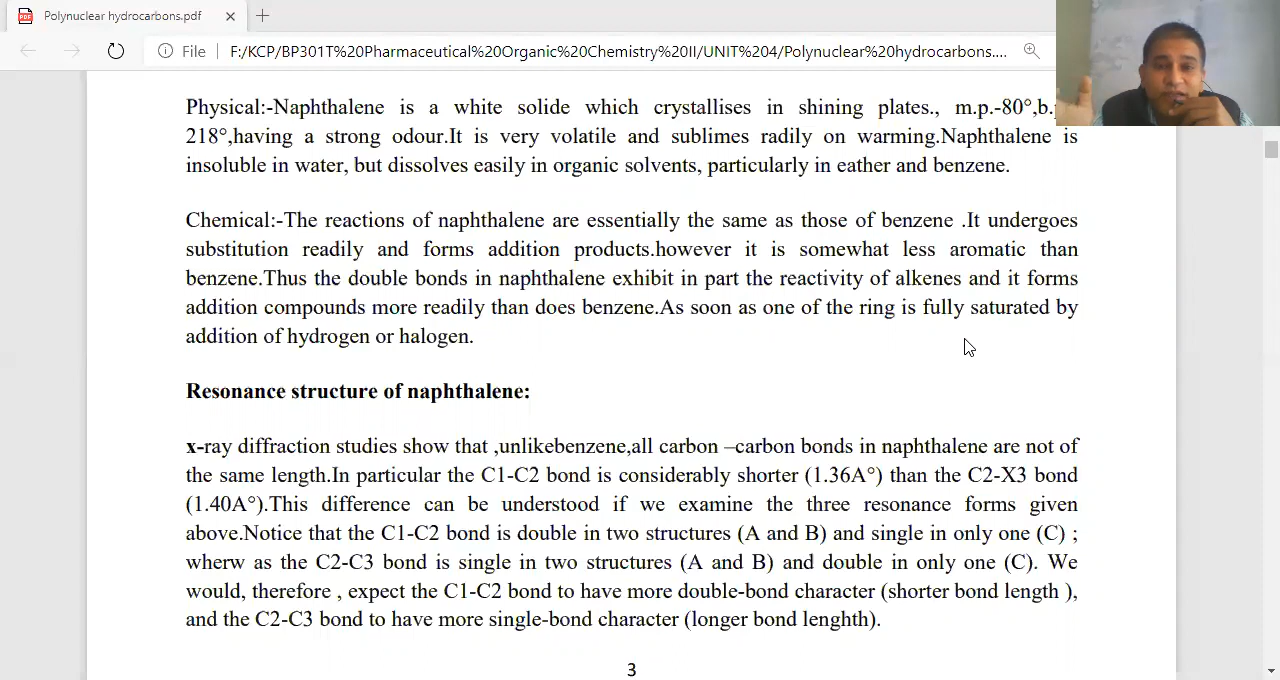 Polynuclear hydrocarbons.pdf
File F:/KCP/BP301T%20Pharmaceutical%20Organic%20Chemistry%20II/UNIT%204/Polynuclear%20hydrocarbons....
Physical:-Naphthalene is a white solide which crystallises in shining plates., m.p.-80°,b.
218°,having a strong odour.It is very volatile and sublimes radily on warming.Naphthalene is
insoluble in water, but dissolves easily in organic solvents, particularly in eather and benzene.
Chemical:-The reactions of naphthalene are essentially the same as those of benzene .It undergoes
substitution readily and forms addition products.however it is somewhat less aromatic than
benzene.Thus the double bonds in naphthalene exhibit in part the reactivity of alkenes and it forms
addition compounds more readily than does benzene.As soon as one of the ring is fully saturated by
addition of hydrogen or halogen.
Resonance structure of naphthalene:
x-ray diffraction studies show that ,unlikebenzene,all carbon –carbon bonds in naphthalene are not of
the same length.In particular the C1-C2 bond is considerably shorter (1.36A°) than the C2-X3 bond
(1.40A°).This difference can be understood if we examine the three resonance forms given
above.Notice that the C1-C2 bond is double in two structures (A and B) and single in only one (C) ;
wherw as the C2-C3 bond is single in two structures (A and B) and double in only one (C). We
would, therefore , expect the C1-C2 bond to have more double-bond character (shorter bond length ),
and the C2-C3 bond to have more single-bond character (longer bond lenghth).
3